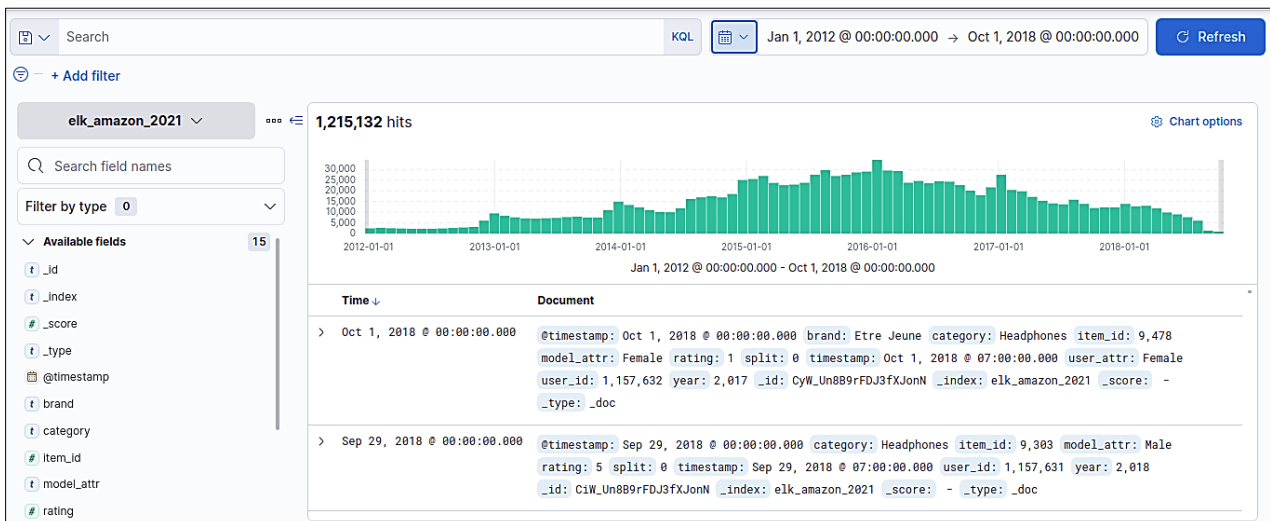 Search KQL Jan 1, 2012 @ 00:00:00.000 → Oct 1, 2018 @ 00:00:00.000 Refresh
+ Add filter
elk_amazon_2021
Search field names
Filter by type 0
Available fields 15
t _id
t _index
# _score
t _type
@timestamp
t brand
t category
# item_id
t model_attr
# rating
1,215,132 hits Chart options
30,000
25,000
20,000
15,000
10,000
5,000
0
2012-01-01 2013-01-01 2014-01-01 2015-01-01 2016-01-01 2017-01-01 2018-01-01
Jan 1, 2012 @ 00:00:00.000 - Oct 1, 2018 @ 00:00:00.000
Time ↓ Document
Oct 1, 2018 @ 00:00:00.000 @timestamp: Oct 1, 2018 @ 00:00:00.000 brand: Etre Jeune category: Headphones item_id: 9,478
model_attr: Female rating: 1 split: 0 timestamp: Oct 1, 2018 @ 07:00:00.000 user_attr: Female
user_id: 1,157,632 year: 2,017 _id: CyW_Un8B9rFDJ3fXJonN _index: elk_amazon_2021 _score: -
_type: _doc
Sep 29, 2018 @ 00:00:00.000 @timestamp: Sep 29, 2018 @ 00:00:00.000 category: Headphones item_id: 9,303 model_attr: Male
rating: 5 split: 0 timestamp: Sep 29, 2018 @ 07:00:00.000 user_id: 1,157,631 year: 2,018
_id: CiW_Un8B9rFDJ3fXJonN _index: elk_amazon_2021 _score: - _type: _doc